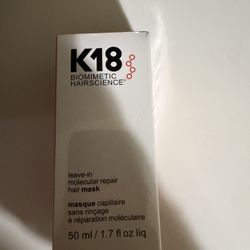 K18
BIOMIMETIC
HAIRSCIENCE™
leave-in
molecular repair
hair mask
masque capillaire
sans rinçage
à réparation moléculaire
50 ml / 1.7 fl oz liq